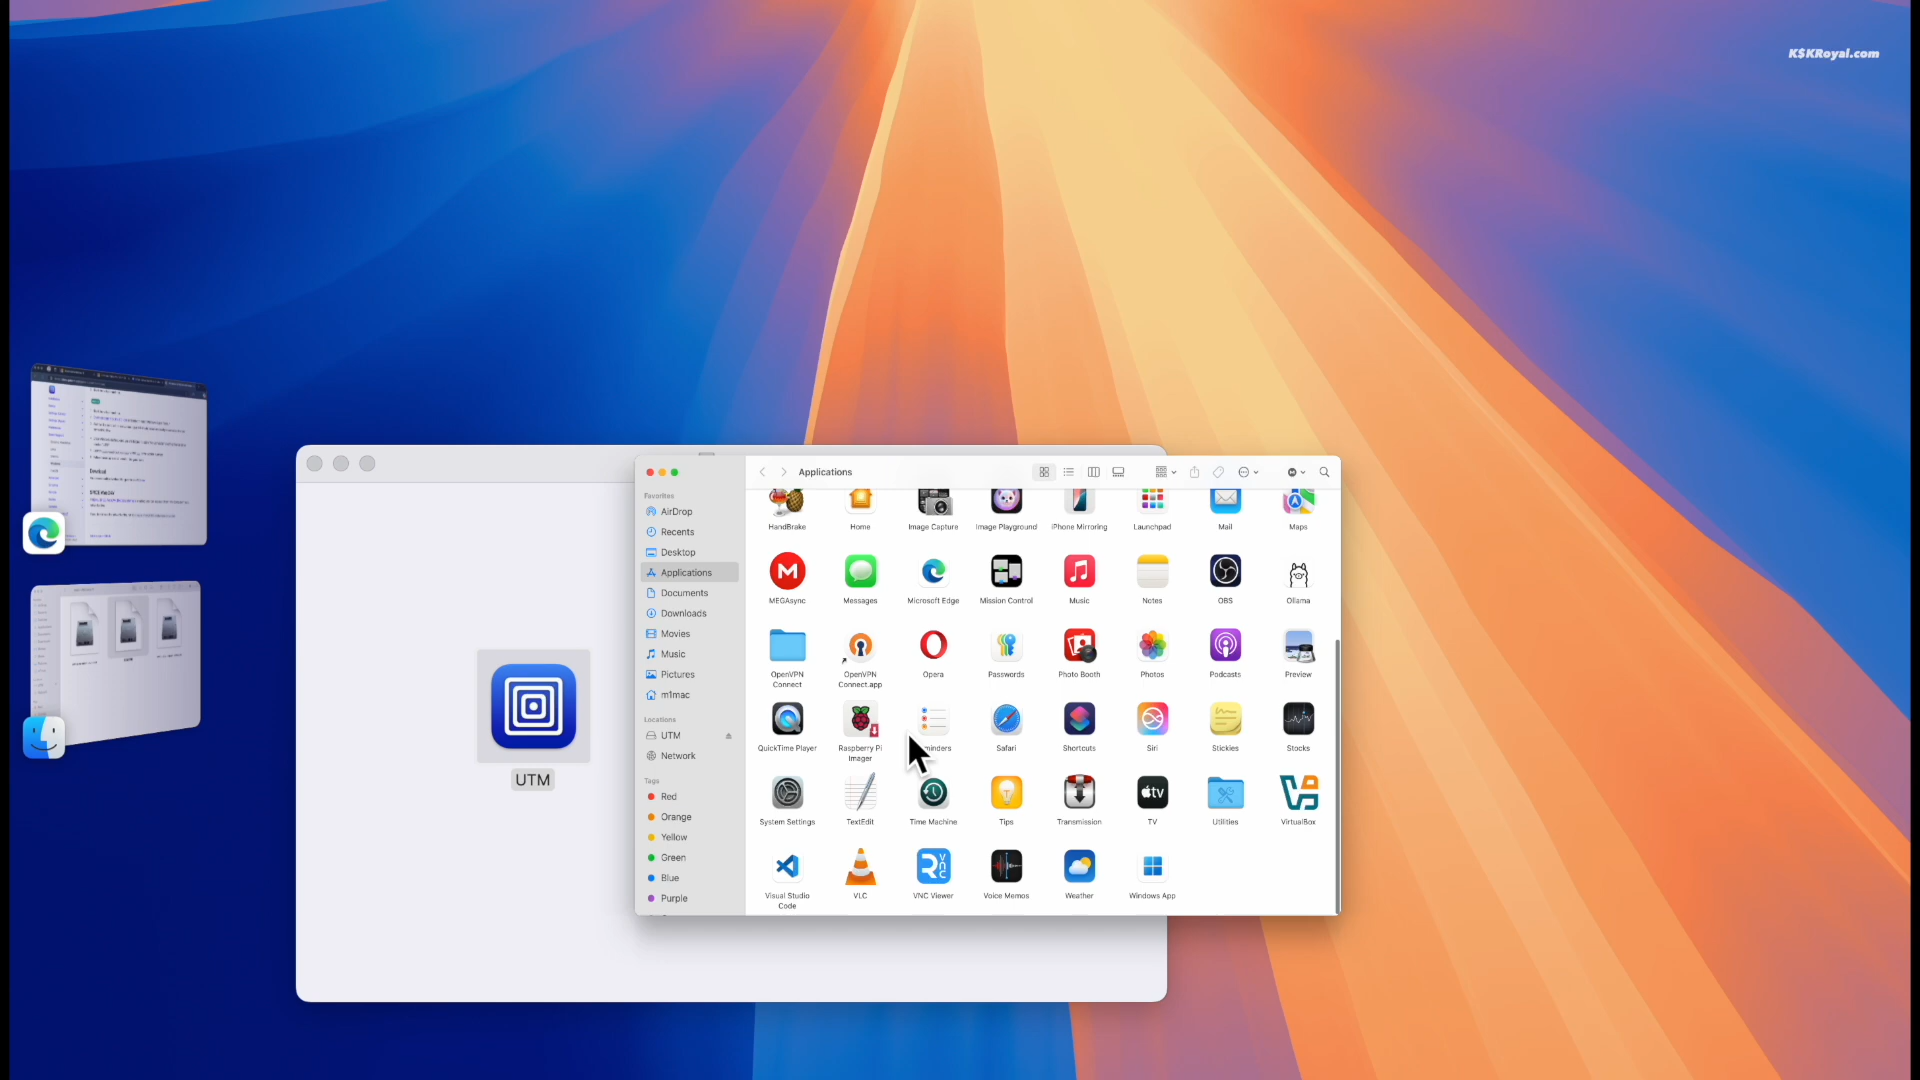 K$KRoyal.com
Applications
Favorites
AirDrop
Recents
Desktop
Applications
Documents
Downloads
Movies
Music
Pictures
m1mac
Locations
UTM
Network
Tags
Red
Orange
Yellow
Green
Blue
Purple
HandBrake
Home
Image Capture
Image Playground
iPhone Mirroring
Launchpad
Mail
Maps
MEGAsync
Messages
Microsoft Edge
Mission Control
Music
Notes
OBS
Ollama
OpenVPN
Connect
OpenVPN
Connect.app
Opera
Passwords
Photo Booth
Photos
Podcasts
Preview
QuickTime Player
Raspberry Pi
Imager
minders
Safari
Shortcuts
Siri
Stickies
Stocks
System Settings
TextEdit
Time Machine
Tips
Transmission
tv
TV
Utilities
VirtualBox
Visual Studio
Code
VLC
VNC Viewer
Voice Memos
Weather
Windows App
UTM